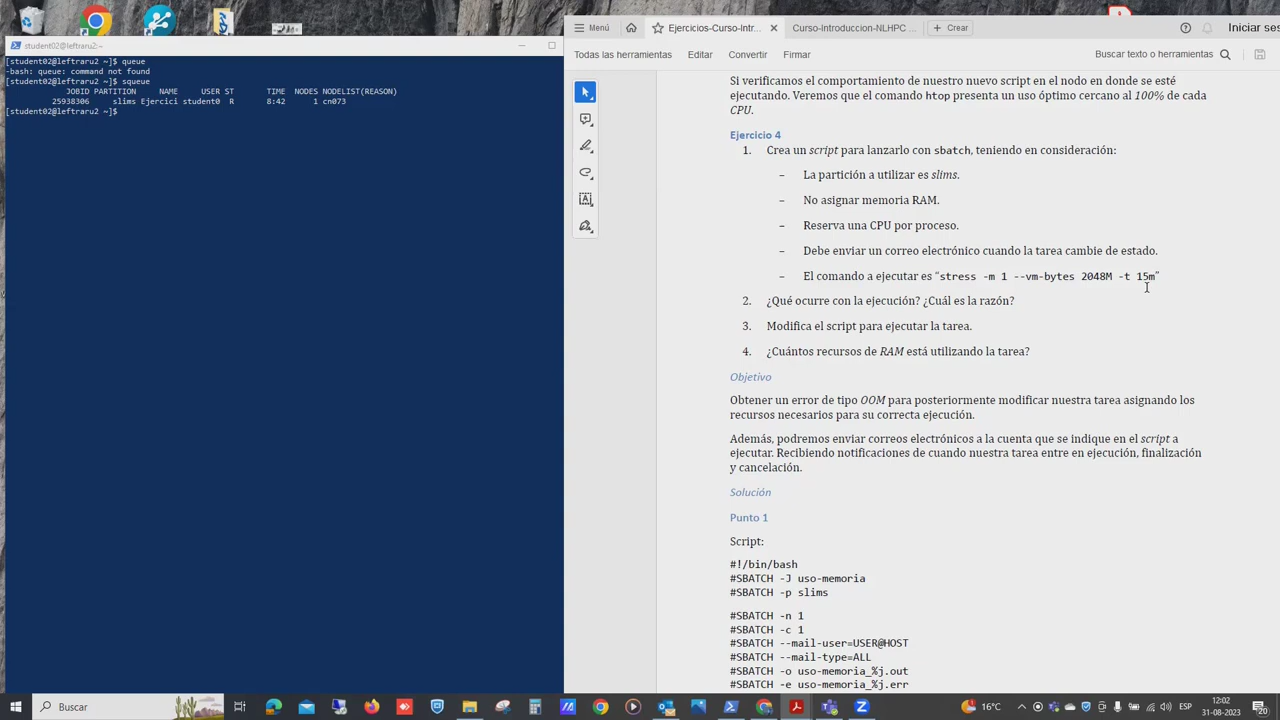 student02@leftraru2:~
[student02@leftraru2 ~]$ queue
-bash: queue: command not found
[student02@leftraru2 ~]$ squeue
JOBID PARTITION NAME USER ST TIME NODES NODELIST(REASON)
25938306 slims Ejercici student0 R 8:42 1 cn073
[student02@leftraru2 ~]$
Menú
Ejercicios-Curso-Intr...
Curso-Introduccion-NLHPC ...
Crear
Iniciar ses
Todas las herramientas
Editar
Convertir
Firmar
Buscar texto o herramientas
Si verificamos el comportamiento de nuestro nuevo script en el nodo en donde se esté
ejecutando. Veremos que el comando htop presenta un uso óptimo cercano al 100% de cada
CPU.
Ejercicio 4
1. Crea un script para lanzarlo con sbatch, teniendo en consideración:
– La partición a utilizar es slims.
– No asignar memoria RAM.
– Reserva una CPU por proceso.
– Debe enviar un correo electrónico cuando la tarea cambie de estado.
– El comando a ejecutar es “stress -m 1 --vm-bytes 2048M -t 15m”
2. ¿Qué ocurre con la ejecución? ¿Cuál es la razón?
3. Modifica el script para ejecutar la tarea.
4. ¿Cuántos recursos de RAM está utilizando la tarea?
Objetivo
Obtener un error de tipo OOM para posteriormente modificar nuestra tarea asignando los
recursos necesarios para su correcta ejecución.
Además, podremos enviar correos electrónicos a la cuenta que se indique en el script a
ejecutar. Recibiendo notificaciones de cuando nuestra tarea entre en ejecución, finalización
y cancelación.
Solución
Punto 1
Script:
#!/bin/bash
#SBATCH -J uso-memoria
#SBATCH -p slims
#SBATCH -n 1
#SBATCH -c 1
#SBATCH --mail-user=USER@HOST
#SBATCH --mail-type=ALL
#SBATCH -o uso-memoria_%j.out
#SBATCH -e uso-memoria_%j.err
Buscar
16°C
ESP
12:02
31-08-2023